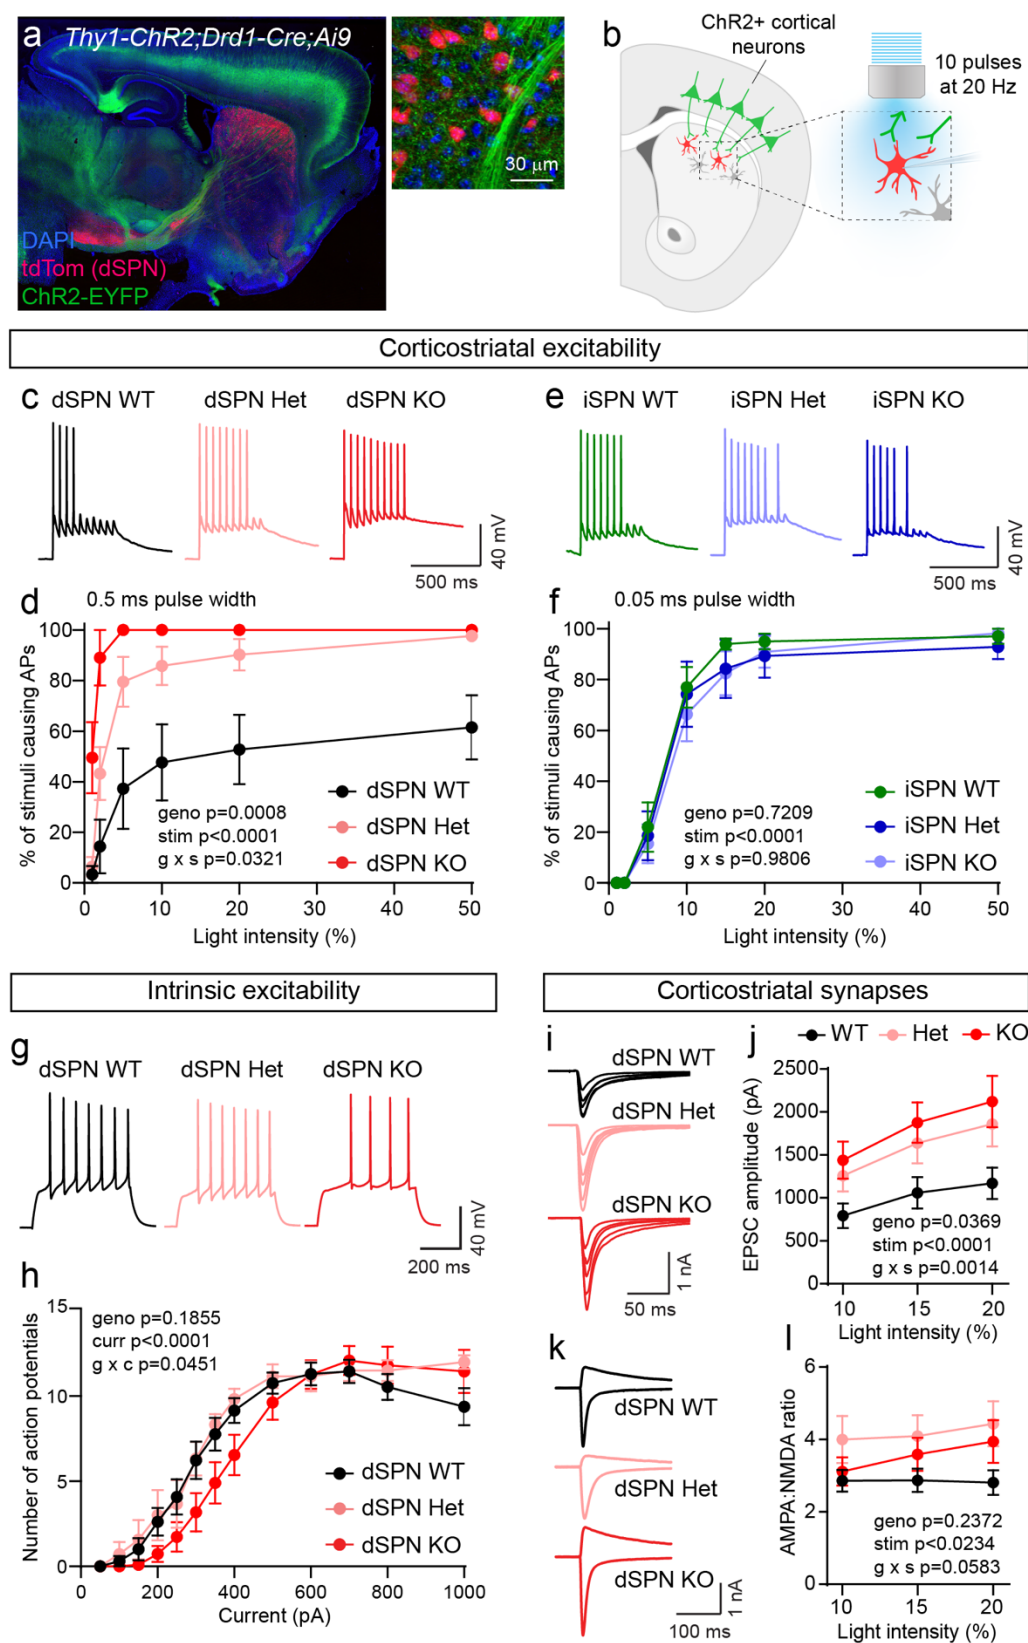 a
Thy1-ChR2;Drd1-Cre;Ai9
DAPI
tdTom (dSPN)
ChR2-EYFP
30 μm
b
ChR2+ cortical
neurons
10 pulses
at 20 Hz
Corticostriatal excitability
c
dSPN WT
dSPN Het
dSPN KO
40 mV
500 ms
e
iSPN WT
iSPN Het
iSPN KO
40 mV
500 ms
d
0.5 ms pulse width
% of stimuli causing APs
100
80
60
40
20
0
geno p=0.0008
stim p<0.0001
g x s p=0.0321
dSPN WT
dSPN Het
dSPN KO
0 10 20 30 40 50
Light intensity (%)
f
0.05 ms pulse width
% of stimuli causing APs
100
80
60
40
20
0
geno p=0.7209
stim p<0.0001
g x s p=0.9806
iSPN WT
iSPN Het
iSPN KO
0 10 20 30 40 50
Light intensity (%)
Intrinsic excitability
g
dSPN WT
dSPN Het
dSPN KO
40 mV
200 ms
h
Number of action potentials
15
10
5
0
geno p=0.1855
curr p<0.0001
g x c p=0.0451
dSPN WT
dSPN Het
dSPN KO
0 200 400 600 800 1000
Current (pA)
Corticostriatal synapses
i
dSPN WT
dSPN Het
dSPN KO
1 nA
50 ms
j
WT
Het
KO
EPSC amplitude (pA)
2500
2000
1500
1000
500
0
geno p=0.0369
stim p<0.0001
g x s p=0.0014
10 15 20
Light intensity (%)
k
dSPN WT
dSPN Het
dSPN KO
1 nA
100 ms
l
AMPA:NMDA ratio
6
4
2
0
geno p=0.2372
stim p<0.0234
g x s p=0.0583
10 15 20
Light intensity (%)